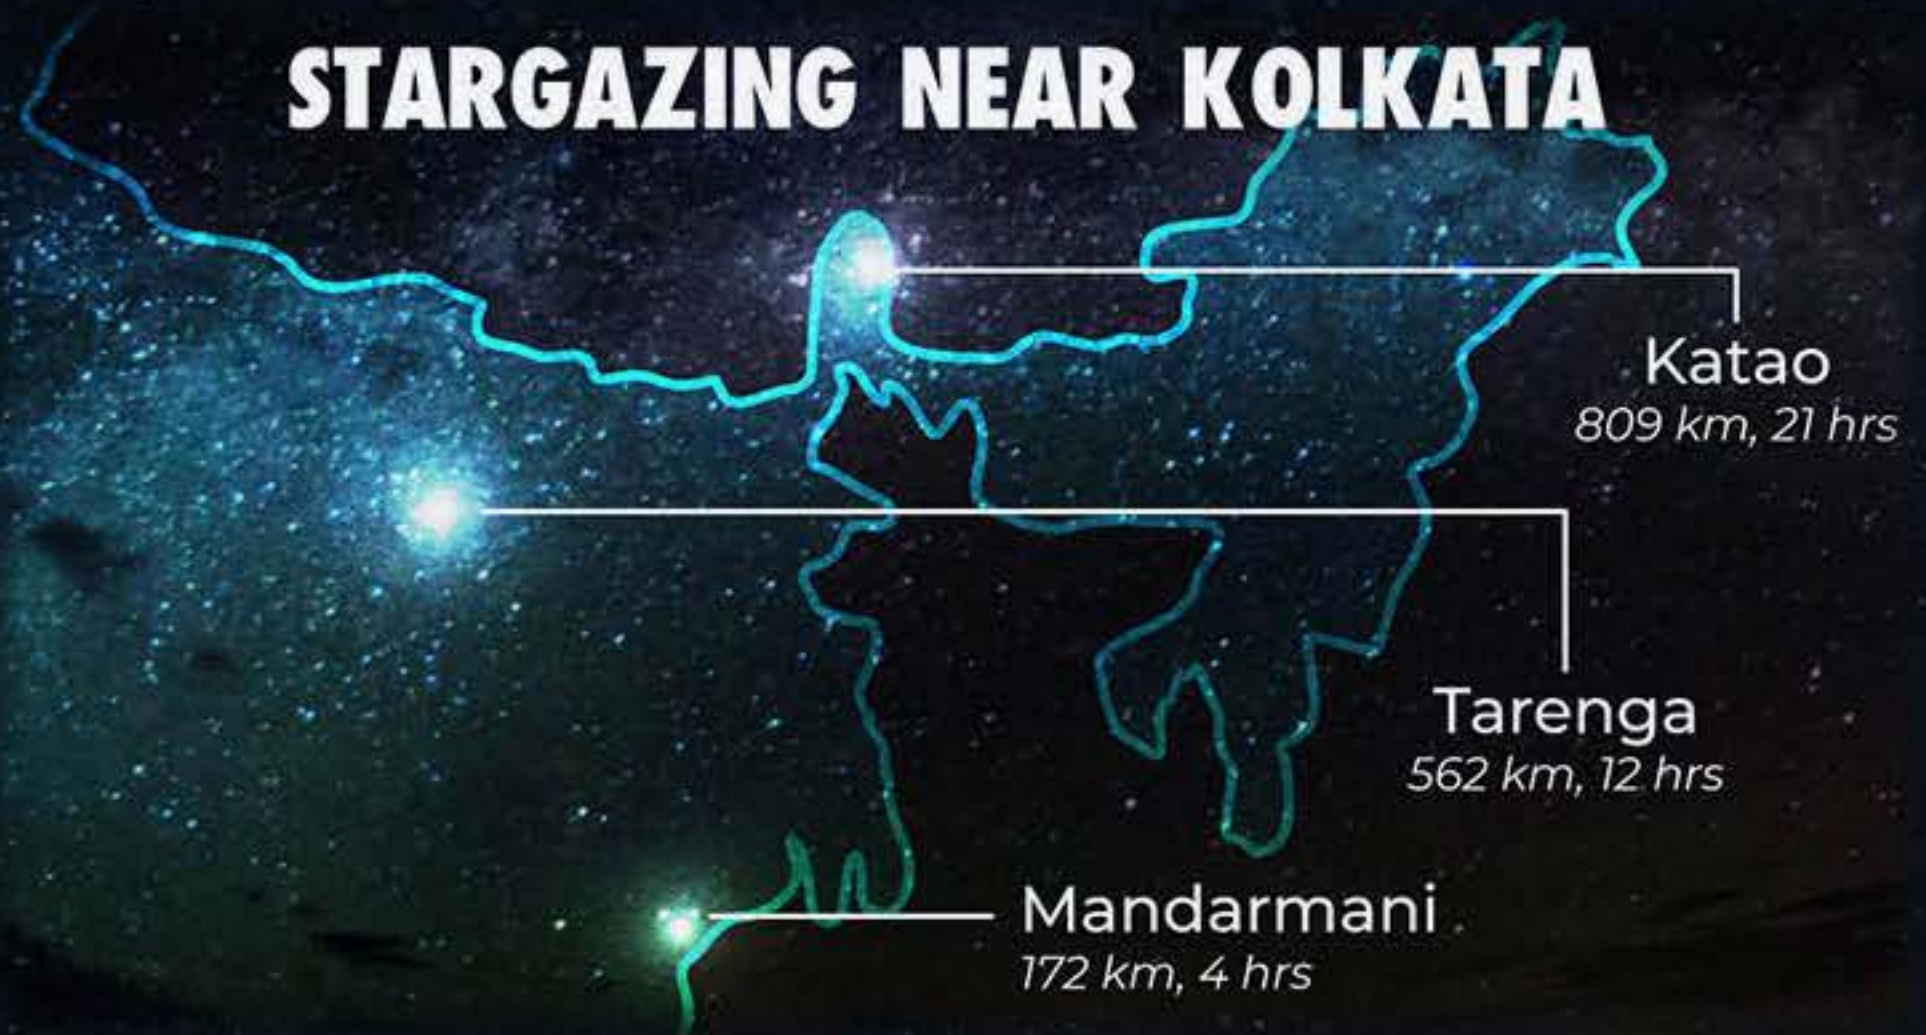 STARGAZING NEAR KOLKATA
Katao
809 km, 21 hrs
Tarenga
562 km, 12 hrs
Mandarmani
172 km, 4 hrs